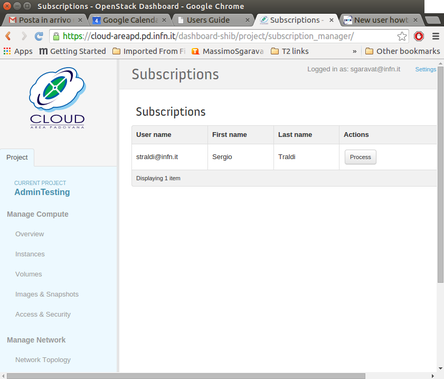 Subscriptions - OpenStack Dashboard - Google Chrome
Posta in arrivo
Google Calenda
Users Guide
Subscriptions -
New user how
https://cloud-areapd.pd.infn.it/dashboard-shib/project/subscription_manager/
Apps
Getting Started
Imported From Fi
MassimoSgaravat
T2 links
»
Other bookmarks
CLOUD
AREA PADOVANA
Subscriptions
Logged in as: sgaravat@infn.it
Settings
Project
CURRENT PROJECT
AdminTesting
Manage Compute
Overview
Instances
Volumes
Images & Snapshots
Access & Security
Manage Network
Network Topology
Subscriptions
User name First name Last name Actions
straldi@infn.it Sergio Traldi Process
Displaying 1 item